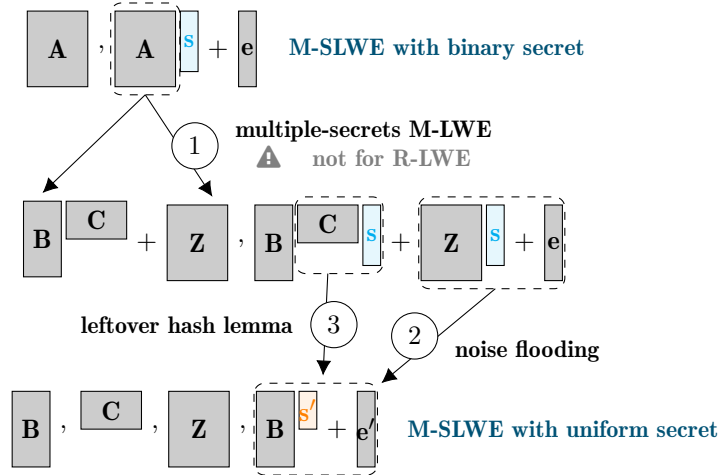 A , A s + e M-SLWE with binary secret
1 multiple-secrets M-LWE
not for R-LWE
B C + Z , B C s + Z s + e
leftover hash lemma 3 2 noise flooding
B , C , Z , B s′ + e′ M-SLWE with uniform secret